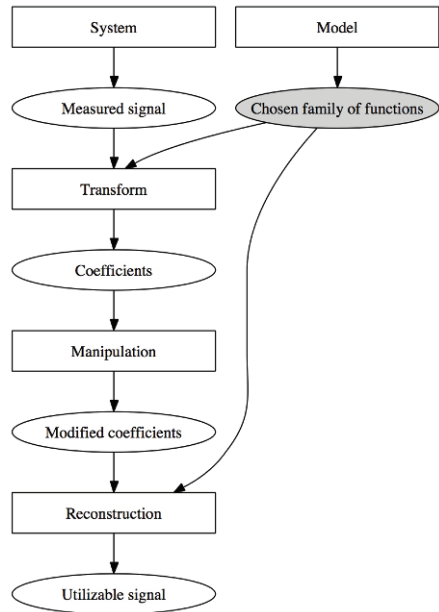 System
Model
Measured signal
Chosen family of functions
Transform
Coefficients
Manipulation
Modified coefficients
Reconstruction
Utilizable signal